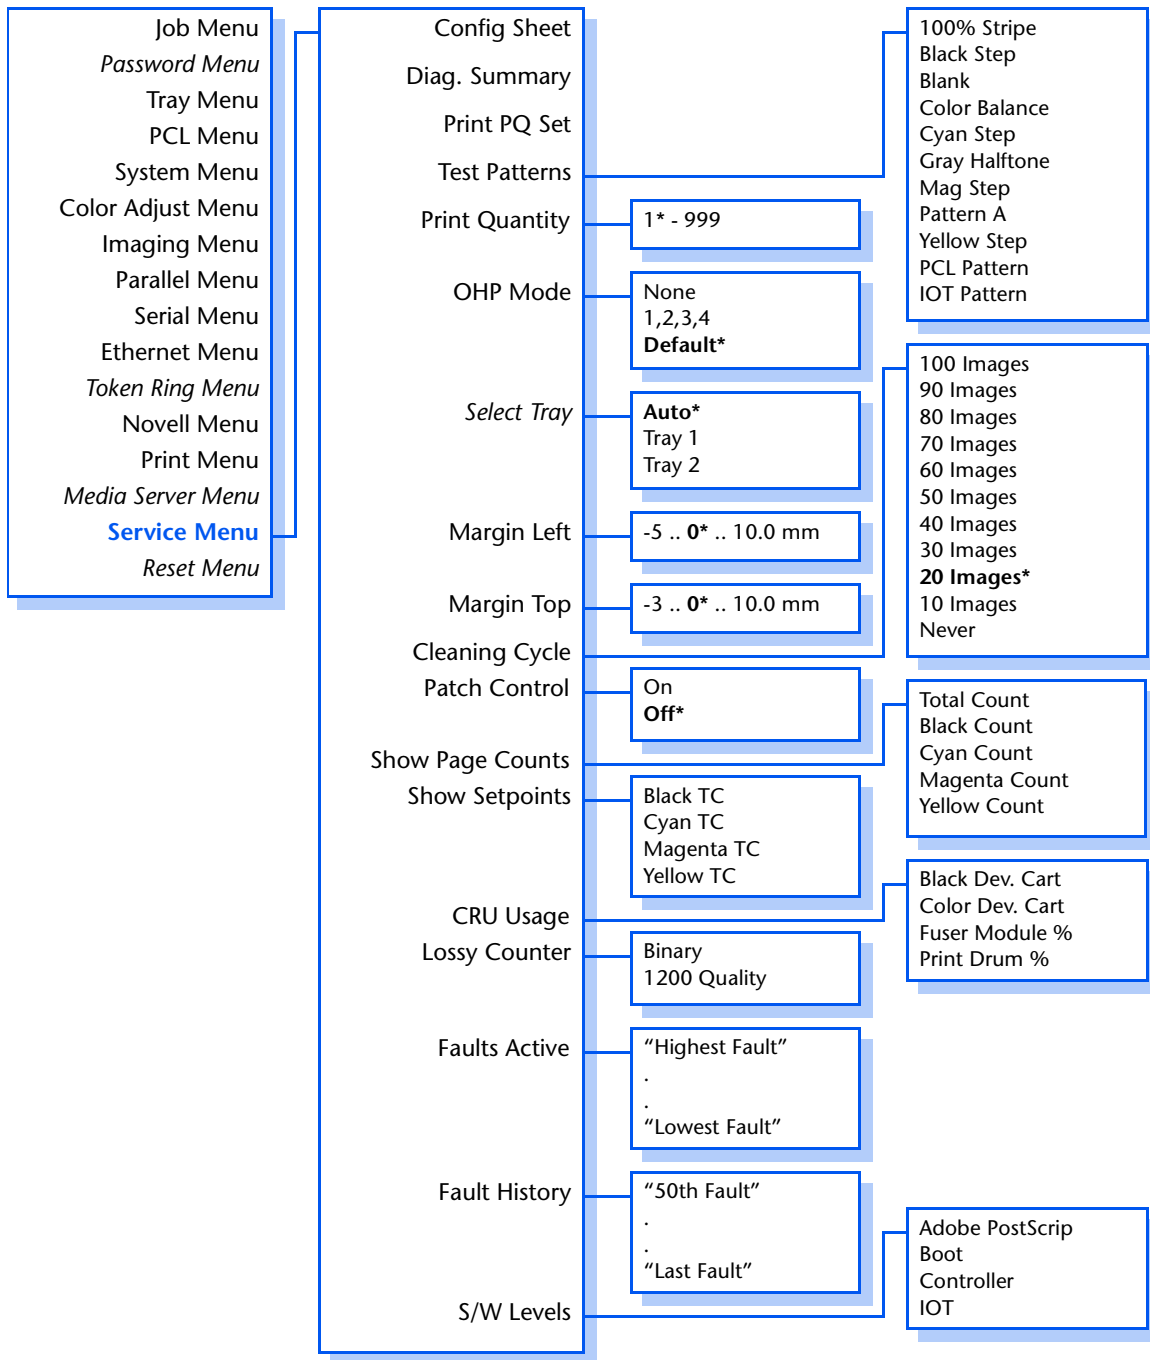 Job Menu
Password Menu
Tray Menu
PCL Menu
System Menu
Color Adjust Menu
Imaging Menu
Parallel Menu
Serial Menu
Ethernet Menu
Token Ring Menu
Novell Menu
Print Menu
Media Server Menu
Service Menu
Reset Menu
Config Sheet
Diag. Summary
Print PQ Set
Test Patterns
Print Quantity
OHP Mode
Select Tray
Margin Left
Margin Top
Cleaning Cycle
Patch Control
Show Page Counts
Show Setpoints
CRU Usage
Lossy Counter
Faults Active
Fault History
S/W Levels
1* - 999
None
1,2,3,4
Default*
Auto*
Tray 1
Tray 2
-5 .. 0* .. 10.0 mm
-3 .. 0* .. 10.0 mm
On
Off*
Black TC
Cyan TC
Magenta TC
Yellow TC
Binary
1200 Quality
“Highest Fault”
.
.
“Lowest Fault”
“50th Fault”
.
.
“Last Fault”
100% Stripe
Black Step
Blank
Color Balance
Cyan Step
Gray Halftone
Mag Step
Pattern A
Yellow Step
PCL Pattern
IOT Pattern
100 Images
90 Images
80 Images
70 Images
60 Images
50 Images
40 Images
30 Images
20 Images*
10 Images
Never
Total Count
Black Count
Cyan Count
Magenta Count
Yellow Count
Black Dev. Cart
Color Dev. Cart
Fuser Module %
Print Drum %
Adobe PostScrip
Boot
Controller
IOT